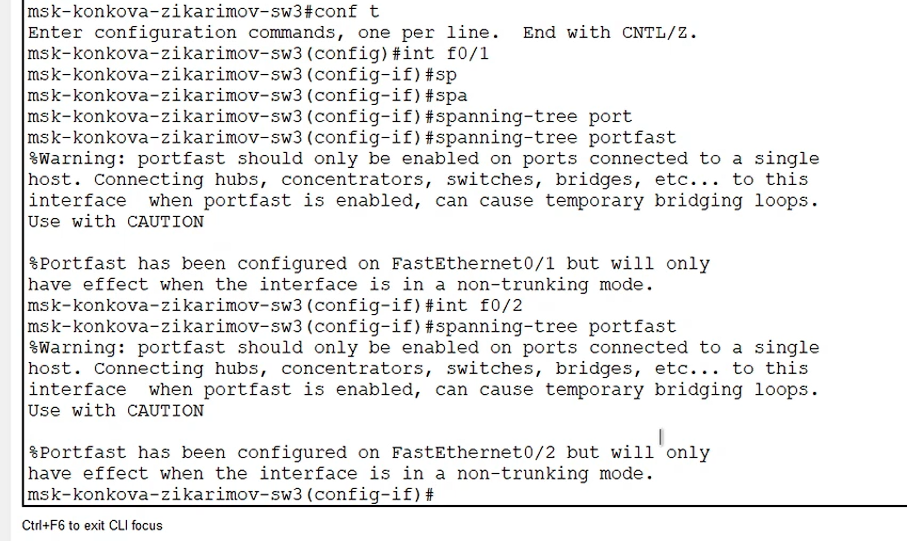 msk-konkova-zikarimov-sw3#conf t
Enter configuration commands, one per line.  End with CNTL/Z.
msk-konkova-zikarimov-sw3(config)#int f0/1
msk-konkova-zikarimov-sw3(config-if)#sp
msk-konkova-zikarimov-sw3(config-if)#spa
msk-konkova-zikarimov-sw3(config-if)#spanning-tree port
msk-konkova-zikarimov-sw3(config-if)#spanning-tree portfast
%Warning: portfast should only be enabled on ports connected to a single
host. Connecting hubs, concentrators, switches, bridges, etc... to this
interface  when portfast is enabled, can cause temporary bridging loops.
Use with CAUTION
%Portfast has been configured on FastEthernet0/1 but will only
have effect when the interface is in a non-trunking mode.
msk-konkova-zikarimov-sw3(config-if)#int f0/2
msk-konkova-zikarimov-sw3(config-if)#spanning-tree portfast
%Warning: portfast should only be enabled on ports connected to a single
host. Connecting hubs, concentrators, switches, bridges, etc... to this
interface  when portfast is enabled, can cause temporary bridging loops.
Use with CAUTION
%Portfast has been configured on FastEthernet0/2 but will only
have effect when the interface is in a non-trunking mode.
msk-konkova-zikarimov-sw3(config-if)#
Ctrl+F6 to exit CLI focus